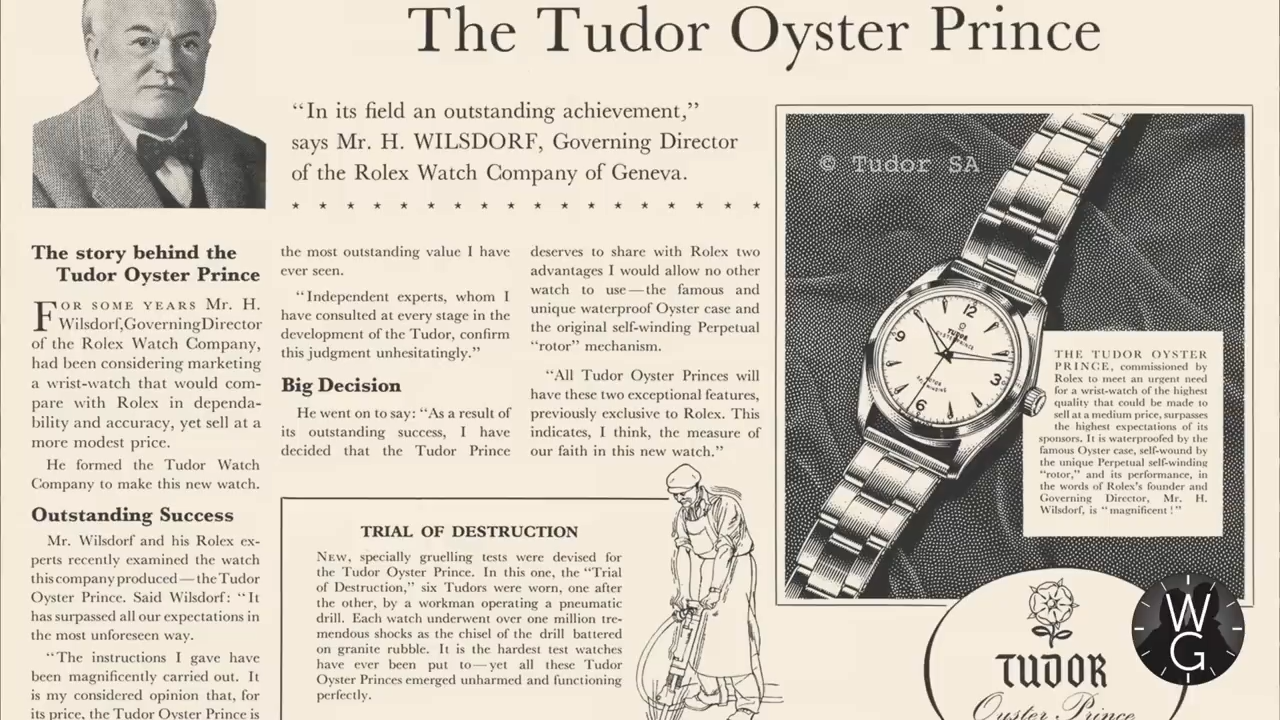 The Tudor Oyster Prince
“In its field an outstanding achievement,”
says Mr. H. WILSDORF, Governing Director
of the Rolex Watch Company of Geneva.
The story behind the
Tudor Oyster Prince
FOR SOME YEARS Mr. H.
Wilsdorf, Governing Director
of the Rolex Watch Company,
had been considering marketing
a wrist-watch that would com-
pare with Rolex in dependa-
bility and accuracy, yet sell at a
more modest price.
He formed the Tudor Watch
Company to make this new watch.
Outstanding Success
Mr. Wilsdorf and his Rolex ex-
perts recently examined the watch
this company produced — the Tudor
Oyster Prince. Said Wilsdorf: “It
has surpassed all our expectations in
the most unforeseen way.
“The instructions I gave have
been magnificently carried out. It
is my considered opinion that, for
its price, the Tudor Oyster Prince is
the most outstanding value I have
ever seen.
“Independent experts, whom I
have consulted at every stage in the
development of the Tudor, confirm
this judgment unhesitatingly.”
Big Decision
He went on to say: “As a result of
its outstanding success, I have
decided that the Tudor Prince
deserves to share with Rolex two
advantages I would allow no other
watch to use — the famous and
unique waterproof Oyster case and
the original self-winding Perpetual
“rotor” mechanism.
“All Tudor Oyster Princes will
have these two exceptional features,
previously exclusive to Rolex. This
indicates, I think, the measure of
our faith in this new watch.”
TRIAL OF DESTRUCTION
NEW, specially gruelling tests were devised for
the Tudor Oyster Prince. In this one, the “Trial
of Destruction,” six Tudors were worn, one after
the other, by a workman operating a pneumatic
drill. Each watch underwent over one million tre-
mendous shocks as the chisel of the drill battered
on granite rubble. It is the hardest test watches
have ever been put to — yet all these Tudor
Oyster Princes emerged unharmed and functioning
perfectly.
© Tudor SA
12
3
6
9
TUDOR
OYSTER PRINCE
ROTOR
SELF-WINDING
THE TUDOR OYSTER
PRINCE, commissioned by
Rolex to meet an urgent need
for a wrist-watch of the highest
quality that could be made to
sell at a medium price, surpasses
the highest expectations of its
sponsors. It is waterproofed by the
famous Oyster case, self-wound by
the unique Perpetual self-winding
“rotor,” and its performance, in
the words of Rolex's founder and
Governing Director, Mr. H.
Wilsdorf, is “magnificent!”
TUDOR
Oyster Prince
WG